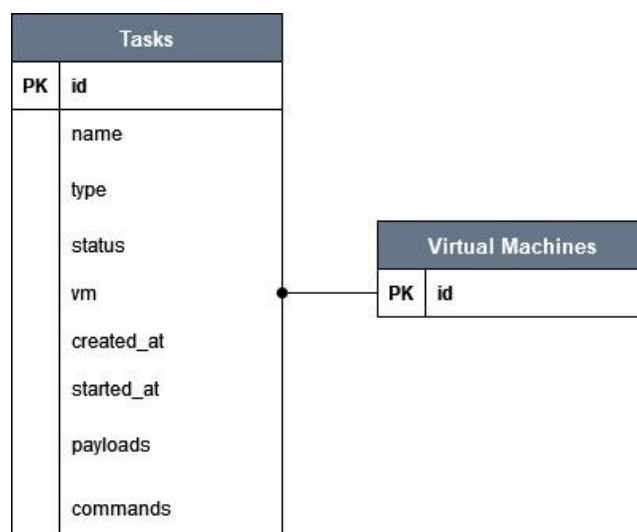 Tasks
PK id
name
type
status
vm
created_at
started_at
payloads
commands
Virtual Machines
PK id